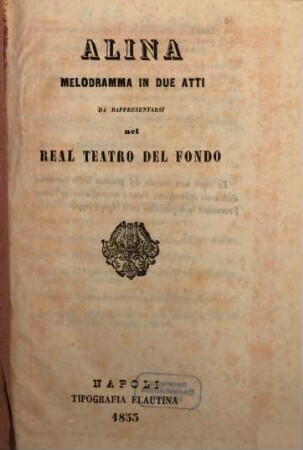 ALINA
MELODRAMMA IN DUE ATTI
DA RAPPRESENTARSI
nel
REAL TEATRO DEL FONDO
NAPOLI
TIPOGRAFIA FLAUTINA
1853